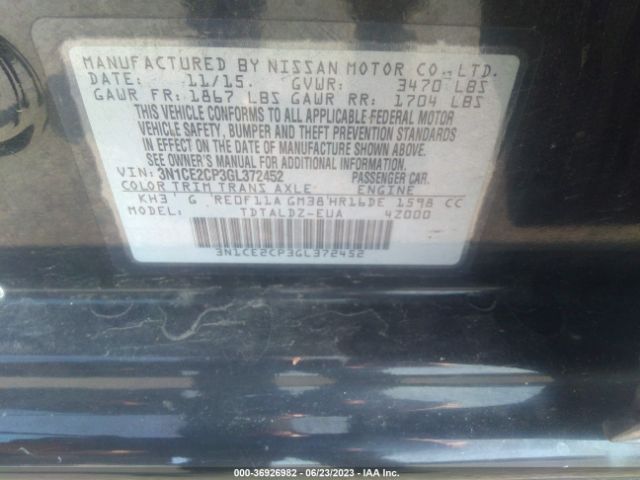 MANUFACTURED BY NISSAN MOTOR CO.,LTD.
DATE: 11/15. GVWR: 3470 LBS
GAWR FR: 1867 LBS GAWR RR: 1704 LBS
THIS VEHICLE CONFORMS TO ALL APPLICABLE FEDERAL MOTOR
VEHICLE SAFETY, BUMPER AND THEFT PREVENTION STANDARDS
IN EFFECT ON THE DATE OF MANUFACTURE SHOWN ABOVE.
SEE OWNER'S MANUAL FOR ADDITIONAL INFORMATION.
VIN: 3N1CE2CP3GL372452 PASSENGER CAR.
COLOR TRIM TRANS AXLE ENGINE
KH3 G RE0F11A GM38 HR16DE 1598 CC
MODEL: TDTALDZ-EUA 4Z000
3N1CE2CP3GL372452
000-36926982 - 06/23/2023 - IAA Inc.